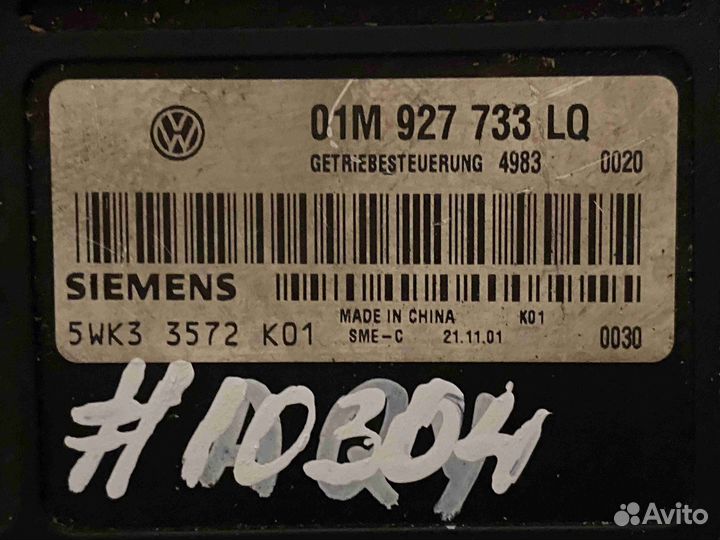 01M 927 733 LQ
GETRIEBESTEUERUNG 4983 0020
SIEMENS
5WK3 3572 K01
MADE IN CHINA K01
SME-C 21.11.01 0030
#10304
Avito